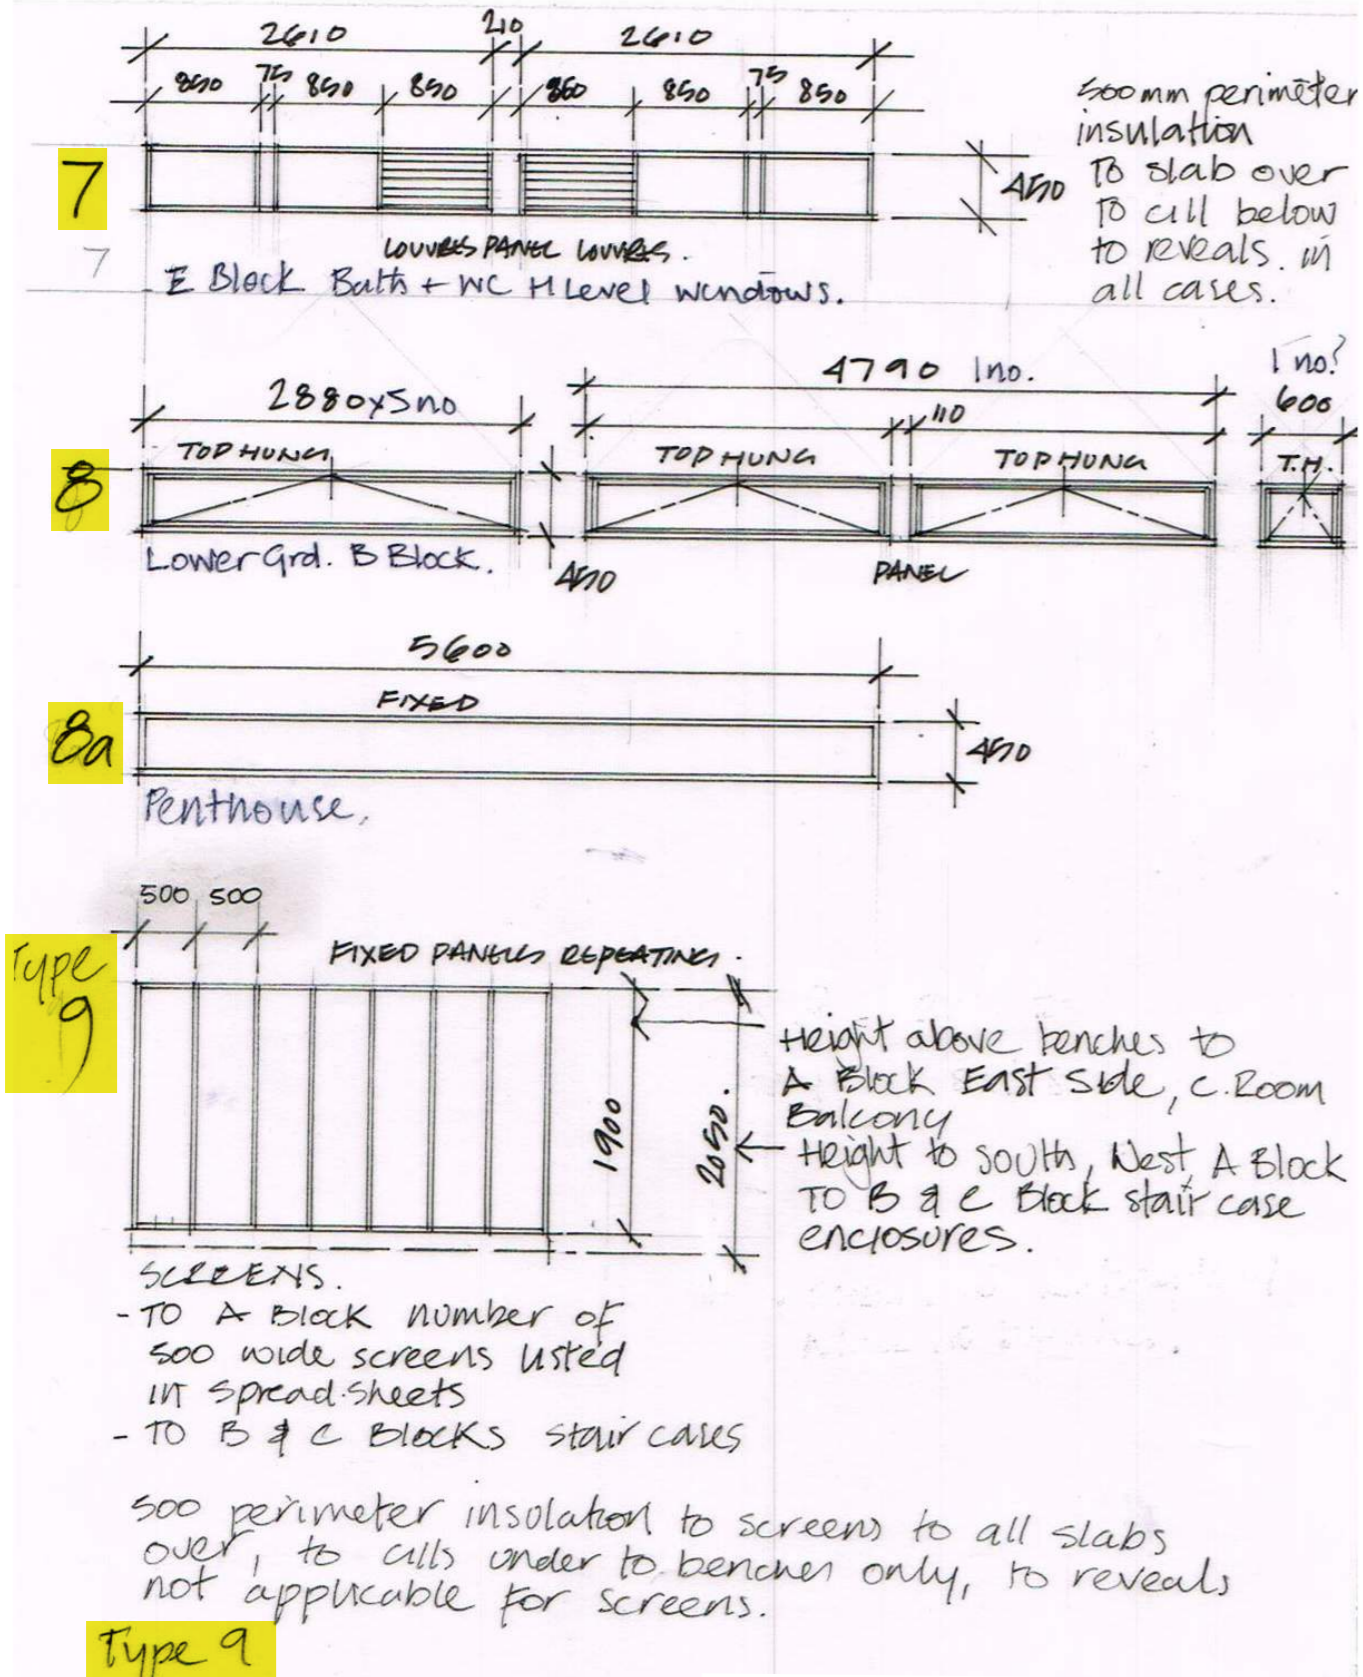 2610 210 2610
850 75 850 850 860 850 75 850
500mm perimeter
insulation
TO slab over
TO cill below
to reveals in
all cases.
7
450
7
LOUVRES PANEL LOUVRES.
E Block Bath + WC H Level windows.
2880x5no
4790 1no.
1 no?
600
110
8
TOP HUNG
TOP HUNG
TOP HUNG
T.H.
Lower Grd. B Block.
450
PANEL
5600
FIXED
8a
450
Penthouse,
500 500
Type
9
FIXED PANELS REPEATING.
1900
2050.
Height above benches to
A Block East Side, C. Room
Balcony
Height to south, West A Block
TO B & C Block stair case
enclosures.
SCREENS.
- TO A Block number of
500 wide screens listed
in spread.sheets
- TO B & C Blocks stair cases
500 perimeter insolation to screens to all slabs
over, to cills under to benches only, to reveals
not applicable for screens.
Type 9